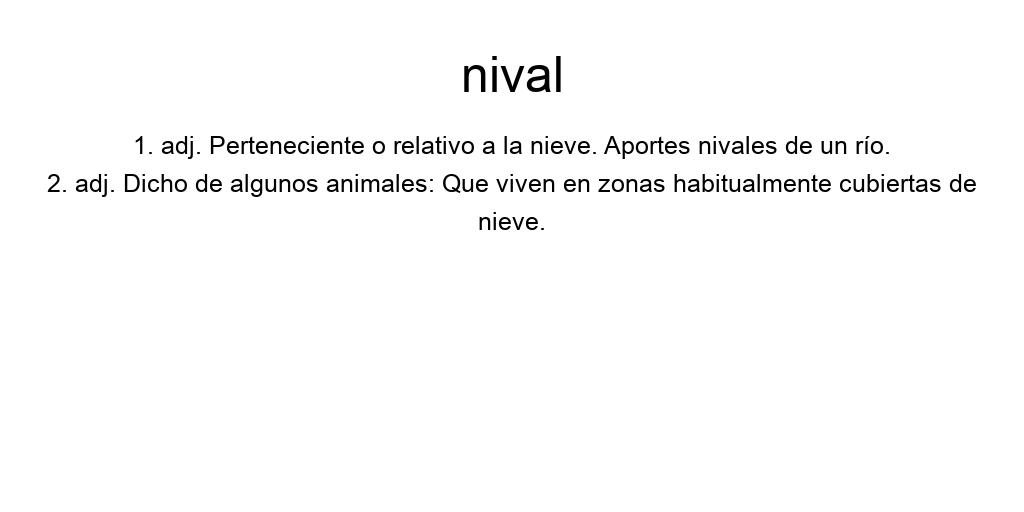 nival
1. adj. Perteneciente o relativo a la nieve. Aportes nivales de un río.
2. adj. Dicho de algunos animales: Que viven en zonas habitualmente cubiertas de
nieve.